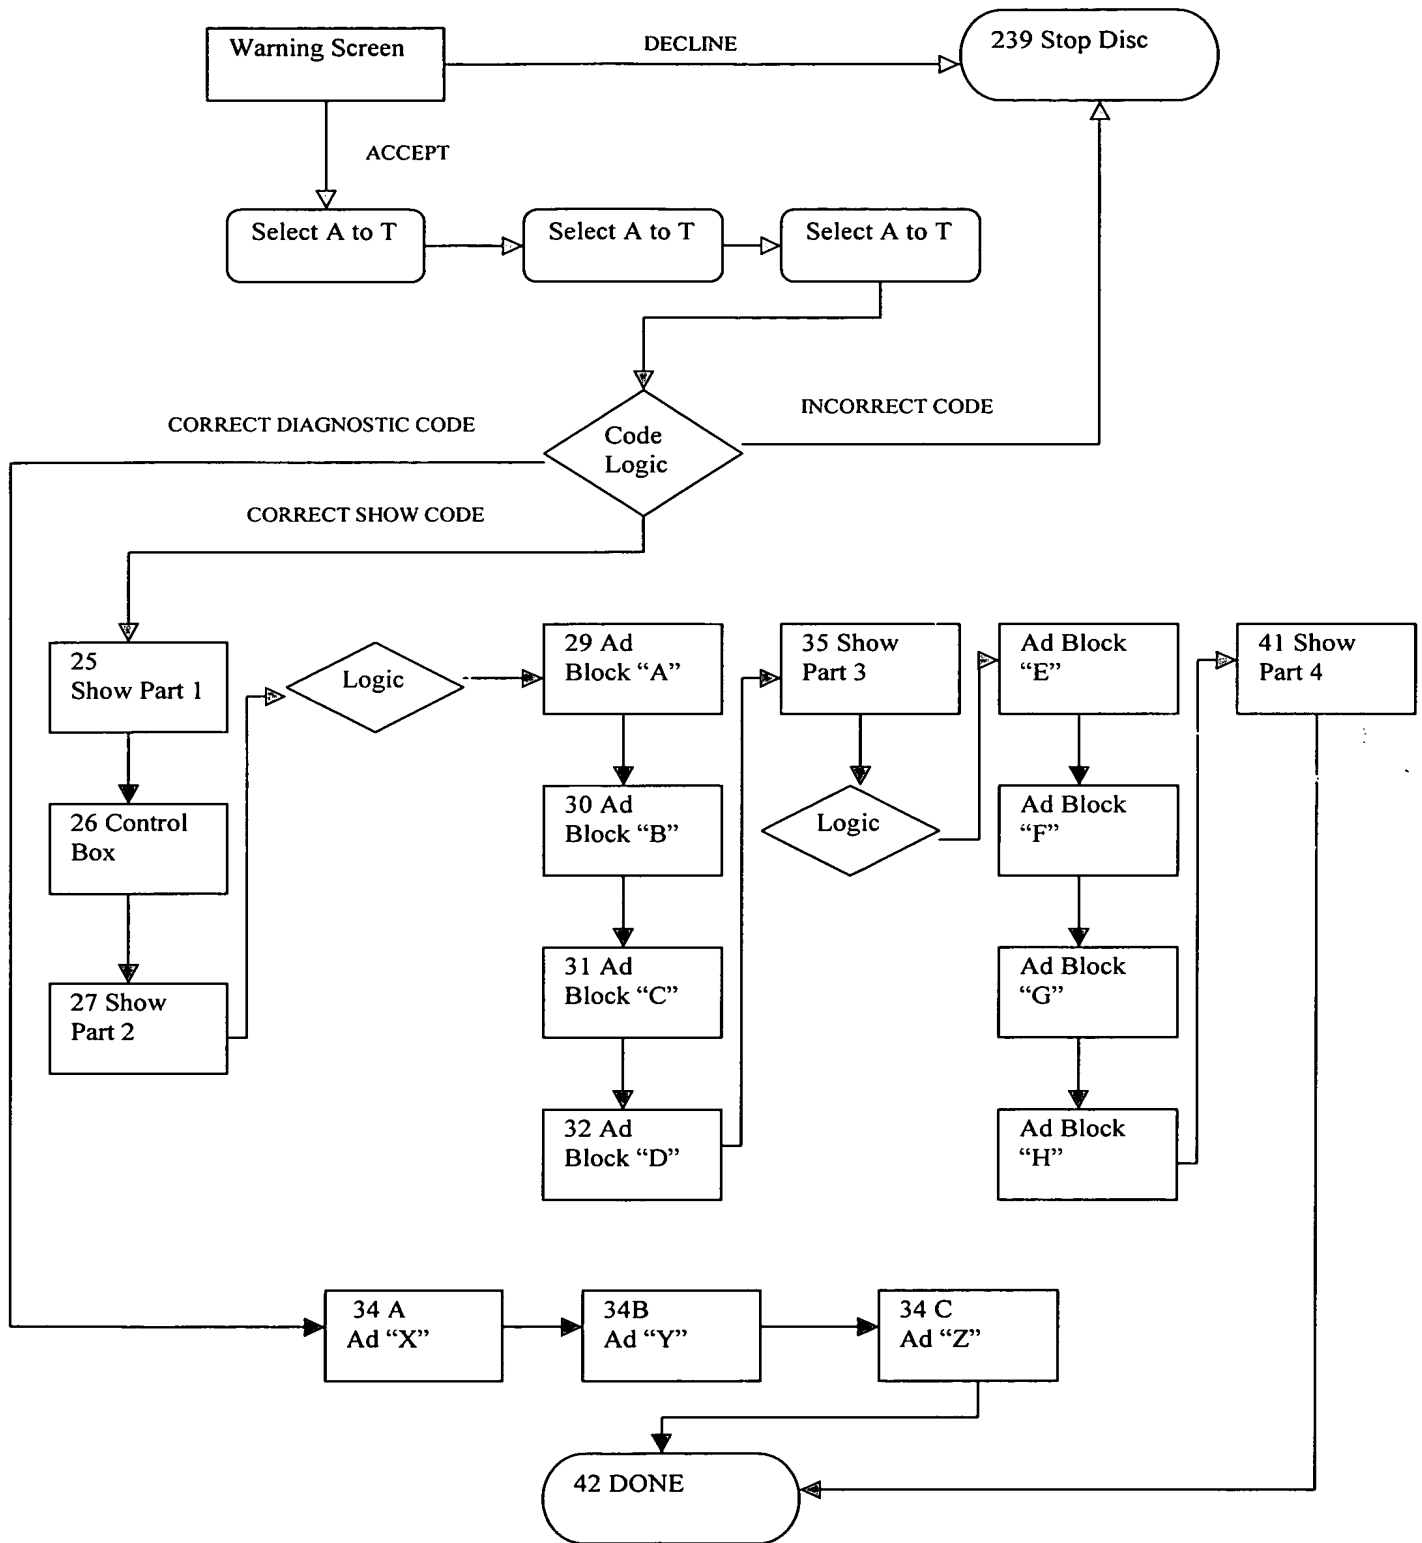 Warning Screen
DECLINE
239 Stop Disc
ACCEPT
Select A to T
Select A to T
Select A to T
CORRECT DIAGNOSTIC CODE
Code
Logic
INCORRECT CODE
CORRECT SHOW CODE
25
Show Part 1
26 Control
Box
27 Show
Part 2
Logic
29 Ad
Block “A”
30 Ad
Block “B”
31 Ad
Block “C”
32 Ad
Block “D”
35 Show
Part 3
Logic
Ad Block
“E”
Ad Block
“F”
Ad Block
“G”
Ad Block
“H”
41 Show
Part 4
34 A
Ad “X”
34B
Ad “Y”
34 C
Ad “Z”
42 DONE